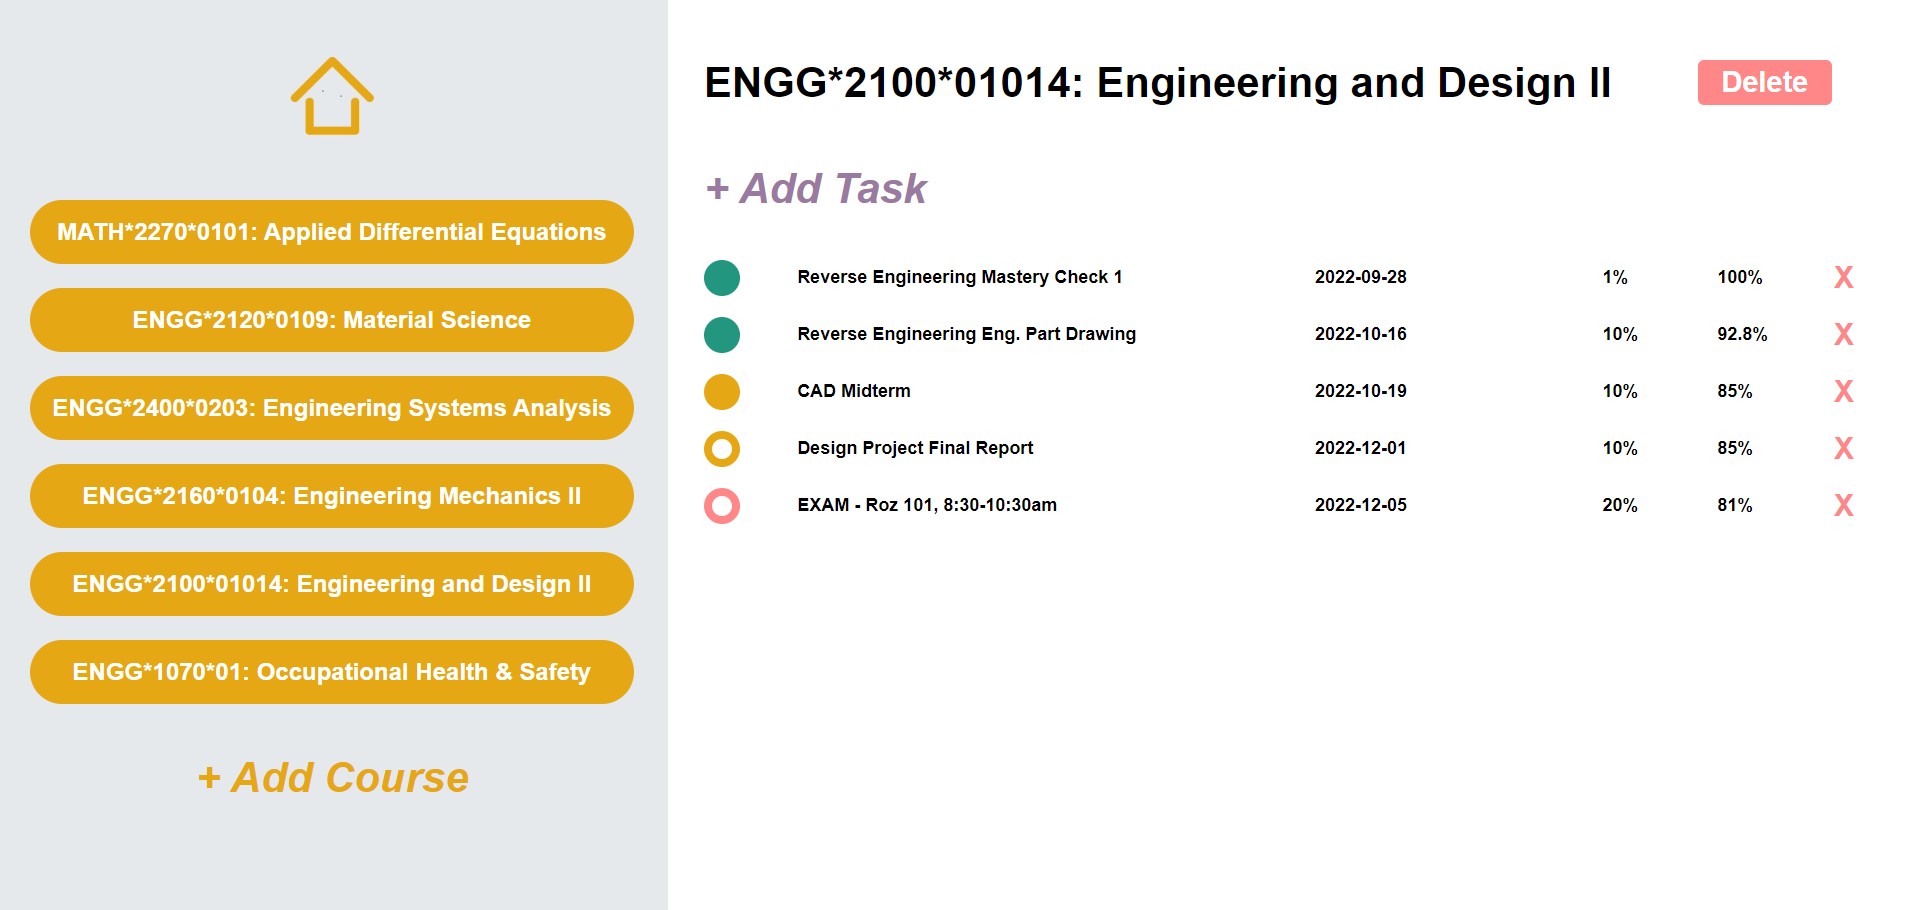 MATH*2270*0101: Applied Differential Equations
ENGG*2120*0109: Material Science
ENGG*2400*0203: Engineering Systems Analysis
ENGG*2160*0104: Engineering Mechanics II
ENGG*2100*01014: Engineering and Design II
ENGG*1070*01: Occupational Health & Safety
+ Add Course
ENGG*2100*01014: Engineering and Design II Delete
+ Add Task
Reverse Engineering Mastery Check 1 2022-09-28 1% 100% X
Reverse Engineering Eng. Part Drawing 2022-10-16 10% 92.8% X
CAD Midterm 2022-10-19 10% 85% X
Design Project Final Report 2022-12-01 10% 85% X
EXAM - Roz 101, 8:30-10:30am 2022-12-05 20% 81% X